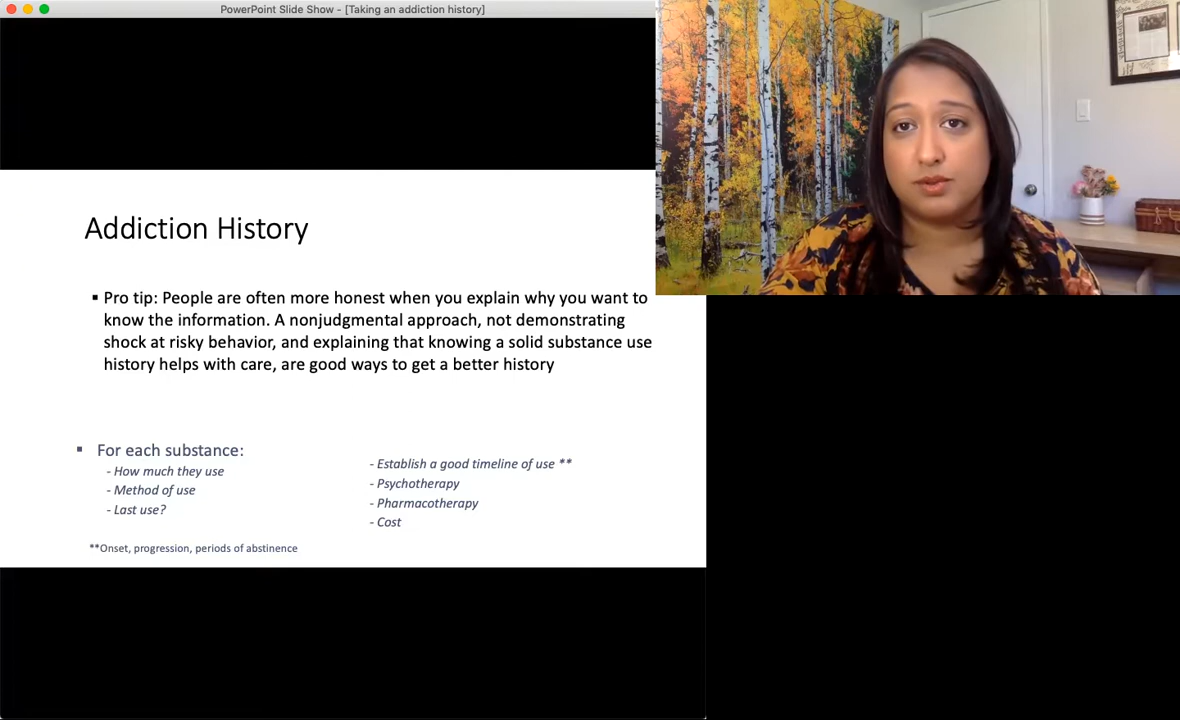 PowerPoint Slide Show - [Taking an addiction history]
Addiction History
▪ Pro tip: People are often more honest when you explain why you want to
know the information. A nonjudgmental approach, not demonstrating
shock at risky behavior, and explaining that knowing a solid substance use
history helps with care, are good ways to get a better history
▪ For each substance:
- How much they use
- Method of use
- Last use?
- Establish a good timeline of use **
- Psychotherapy
- Pharmacotherapy
- Cost
**Onset, progression, periods of abstinence